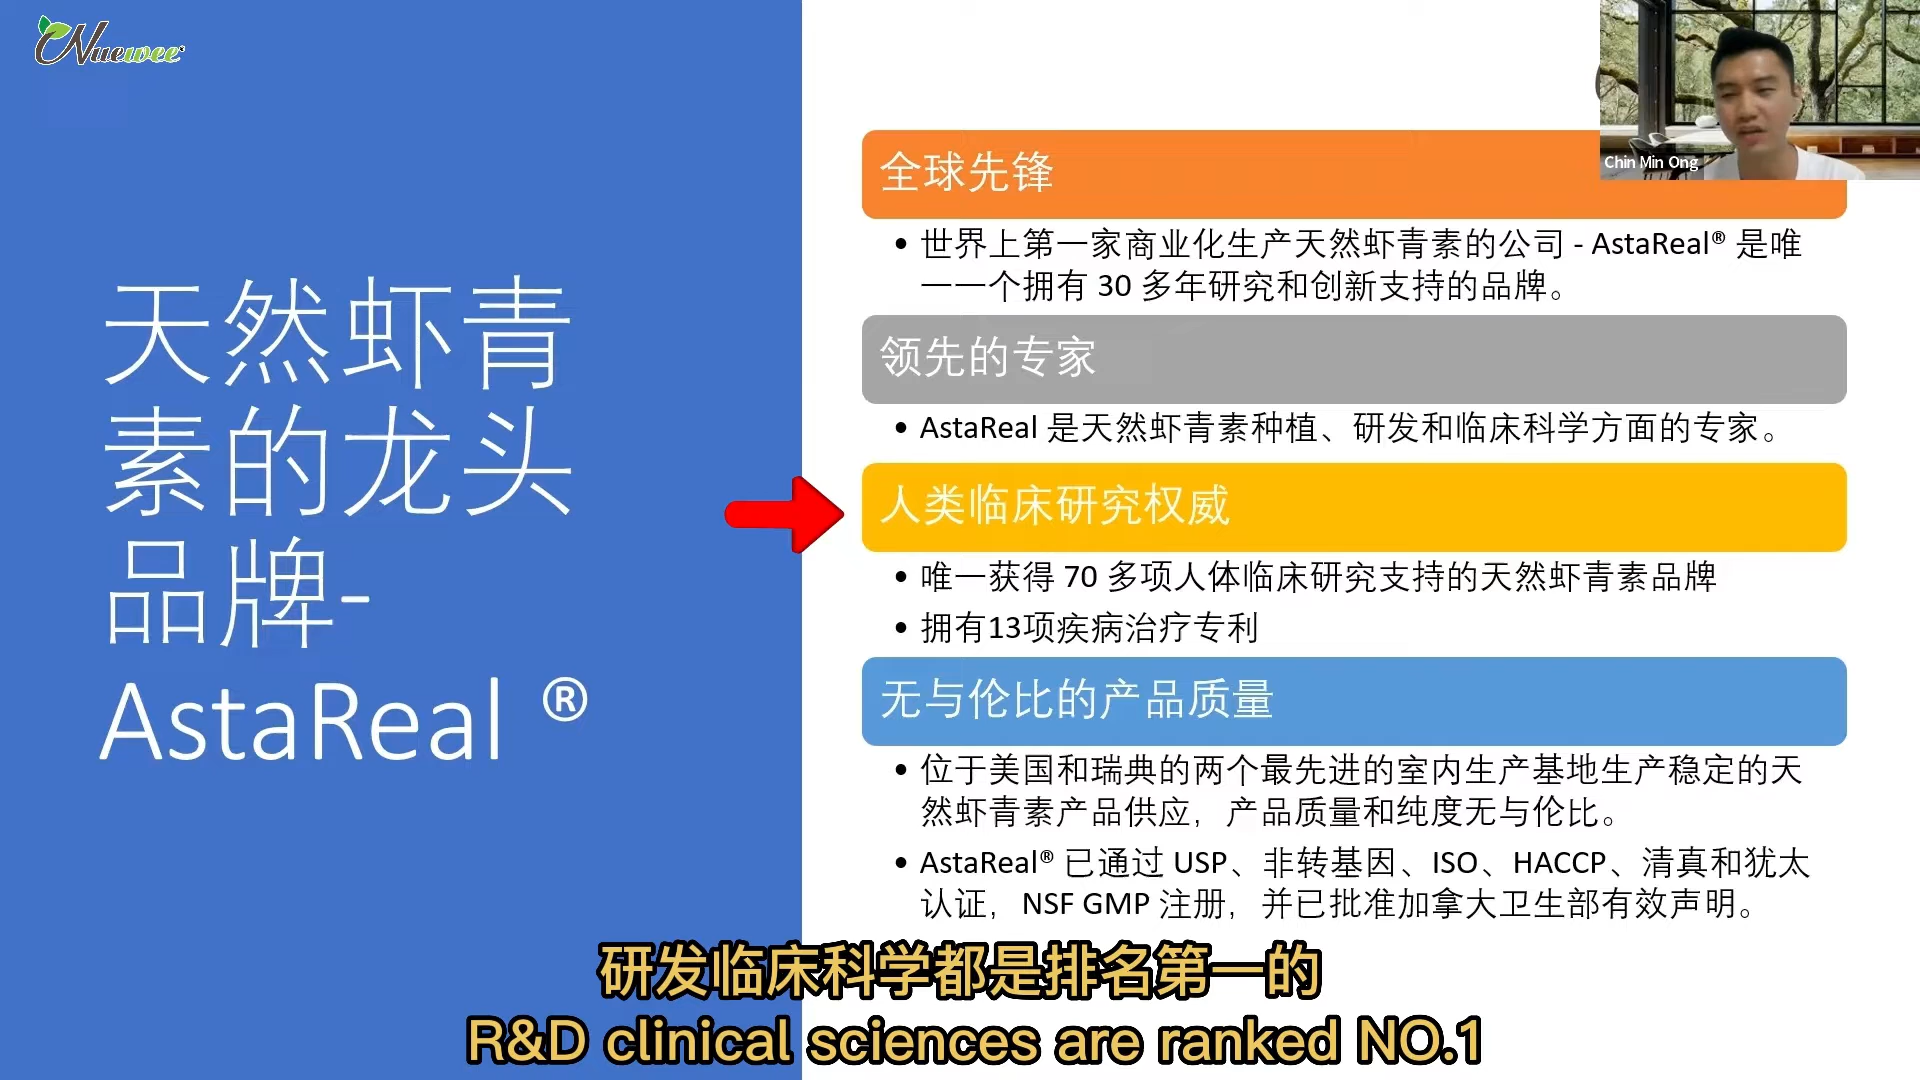 Nuewee
天然虾青
素的龙头
品牌-
AstaReal ®
Chin Min Ong
全球先锋
• 世界上第一家商业化生产天然虾青素的公司 - AstaReal® 是唯
一一个拥有 30 多年研究和创新支持的品牌。
领先的专家
• AstaReal 是天然虾青素种植、研发和临床科学方面的专家。
人类临床研究权威
• 唯一获得 70 多项人体临床研究支持的天然虾青素品牌
• 拥有13项疾病治疗专利
无与伦比的产品质量
• 位于美国和瑞典的两个最先进的室内生产基地生产稳定的天
然虾青素产品供应，产品质量和纯度无与伦比。
• AstaReal® 已通过 USP、非转基因、ISO、HACCP、清真和犹太
认证，NSF GMP 注册，并已批准加拿大卫生部有效声明。
研发临床科学都是排名第一的
R&D clinical sciences are ranked NO.1